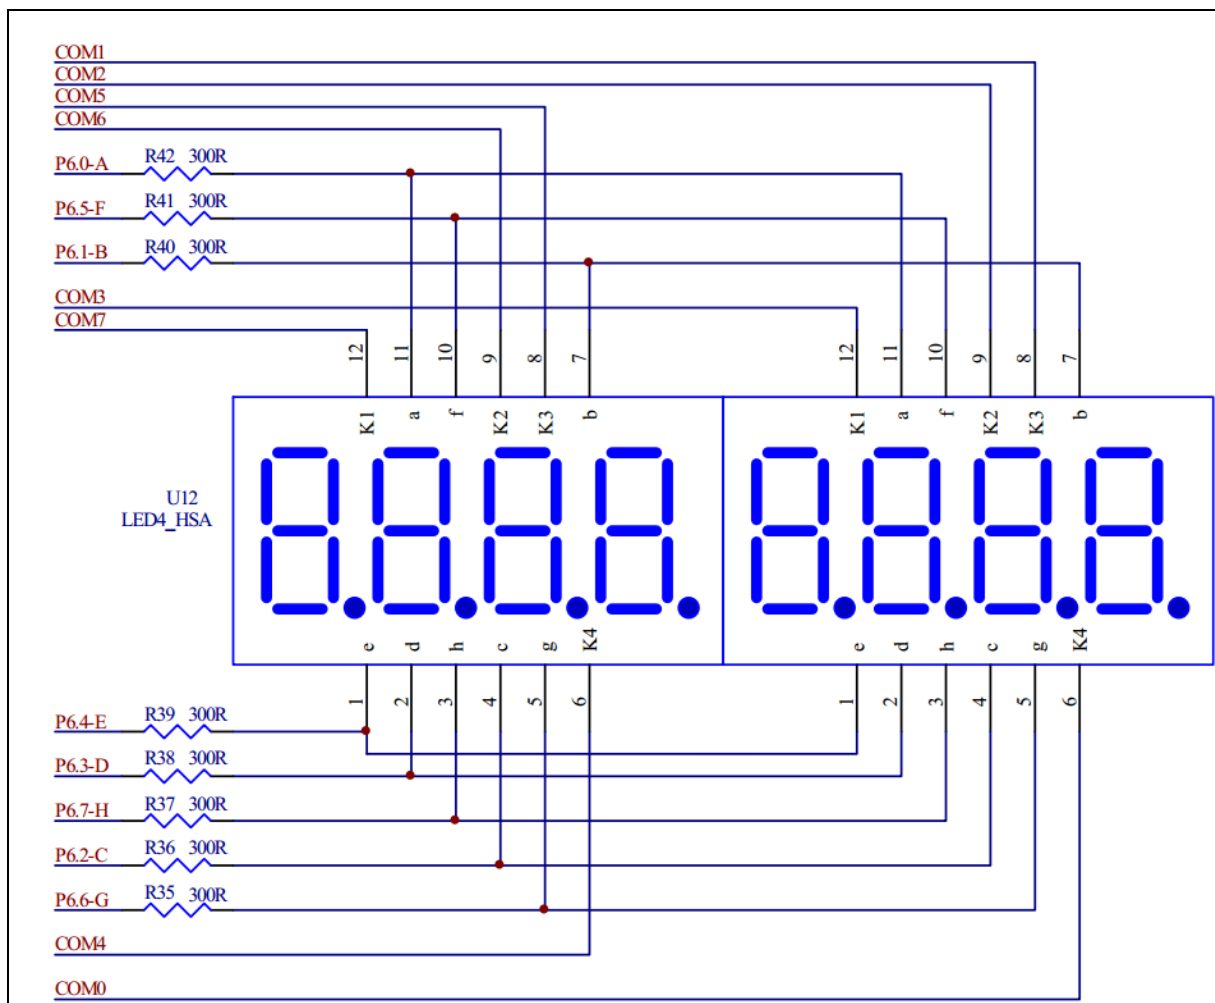 COM1
COM2
COM5
COM6
P6.0-A R42 300R
P6.5-F R41 300R
P6.1-B R40 300R
COM3
COM7
12 11 10 9 8 7 12 11 10 9 8 7
K1 a f K2 K3 b K1 a f K2 K3 b
U12
LED4_HSA
e d h c g K4 e d h c g K4
1 2 3 4 5 6 1 2 3 4 5 6
P6.4-E R39 300R
P6.3-D R38 300R
P6.7-H R37 300R
P6.2-C R36 300R
P6.6-G R35 300R
COM4
COM0